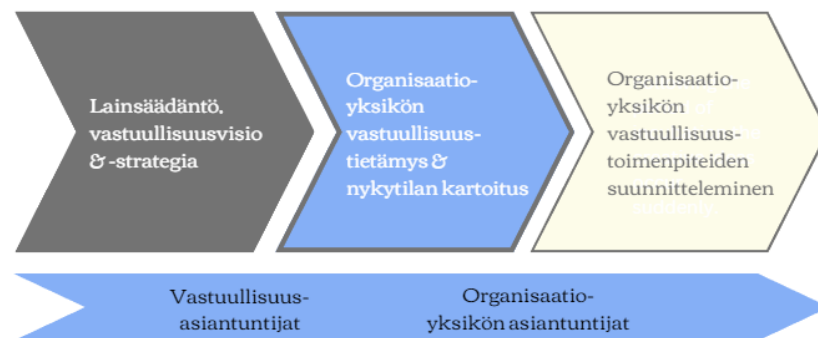 Lainsäädäntö,
vastuullisuusvisio
& -strategia
Organisaatio-
yksikön
vastuullisuus-
tietämys &
nykytilan kartoitus
Organisaatio-
yksikön
vastuullisuus-
toimenpiteiden
suunnitteleminen
Vastuullisuus-
asiantuntijat
Organisaatio-
yksikön asiantuntijat